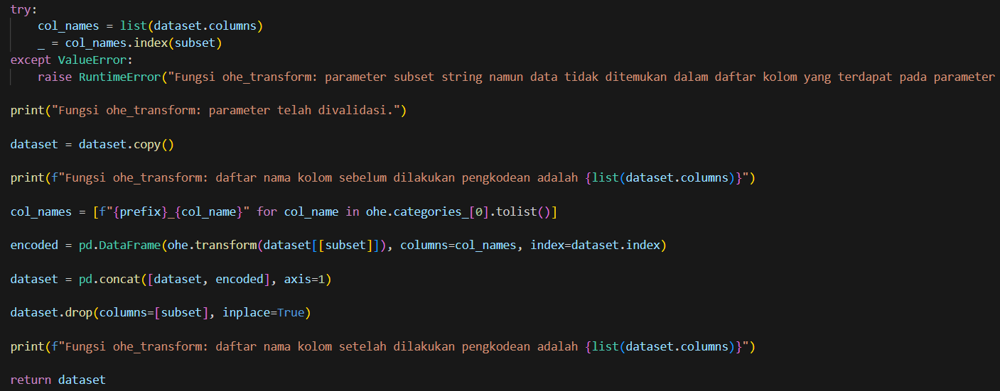 try:
    col_names = list(dataset.columns)
    _ = col_names.index(subset)
except ValueError:
    raise RuntimeError("Fungsi ohe_transform: parameter subset string namun data tidak ditemukan dalam daftar kolom yang terdapat pada parameter
print("Fungsi ohe_transform: parameter telah divalidasi.")
dataset = dataset.copy()
print(f"Fungsi ohe_transform: daftar nama kolom sebelum dilakukan pengkodean adalah {list(dataset.columns)}")
col_names = [f"{prefix}_{col_name}" for col_name in ohe.categories_[0].tolist()]
encoded = pd.DataFrame(ohe.transform(dataset[[subset]]), columns=col_names, index=dataset.index)
dataset = pd.concat([dataset, encoded], axis=1)
dataset.drop(columns=[subset], inplace=True)
print(f"Fungsi ohe_transform: daftar nama kolom setelah dilakukan pengkodean adalah {list(dataset.columns)}")
return dataset